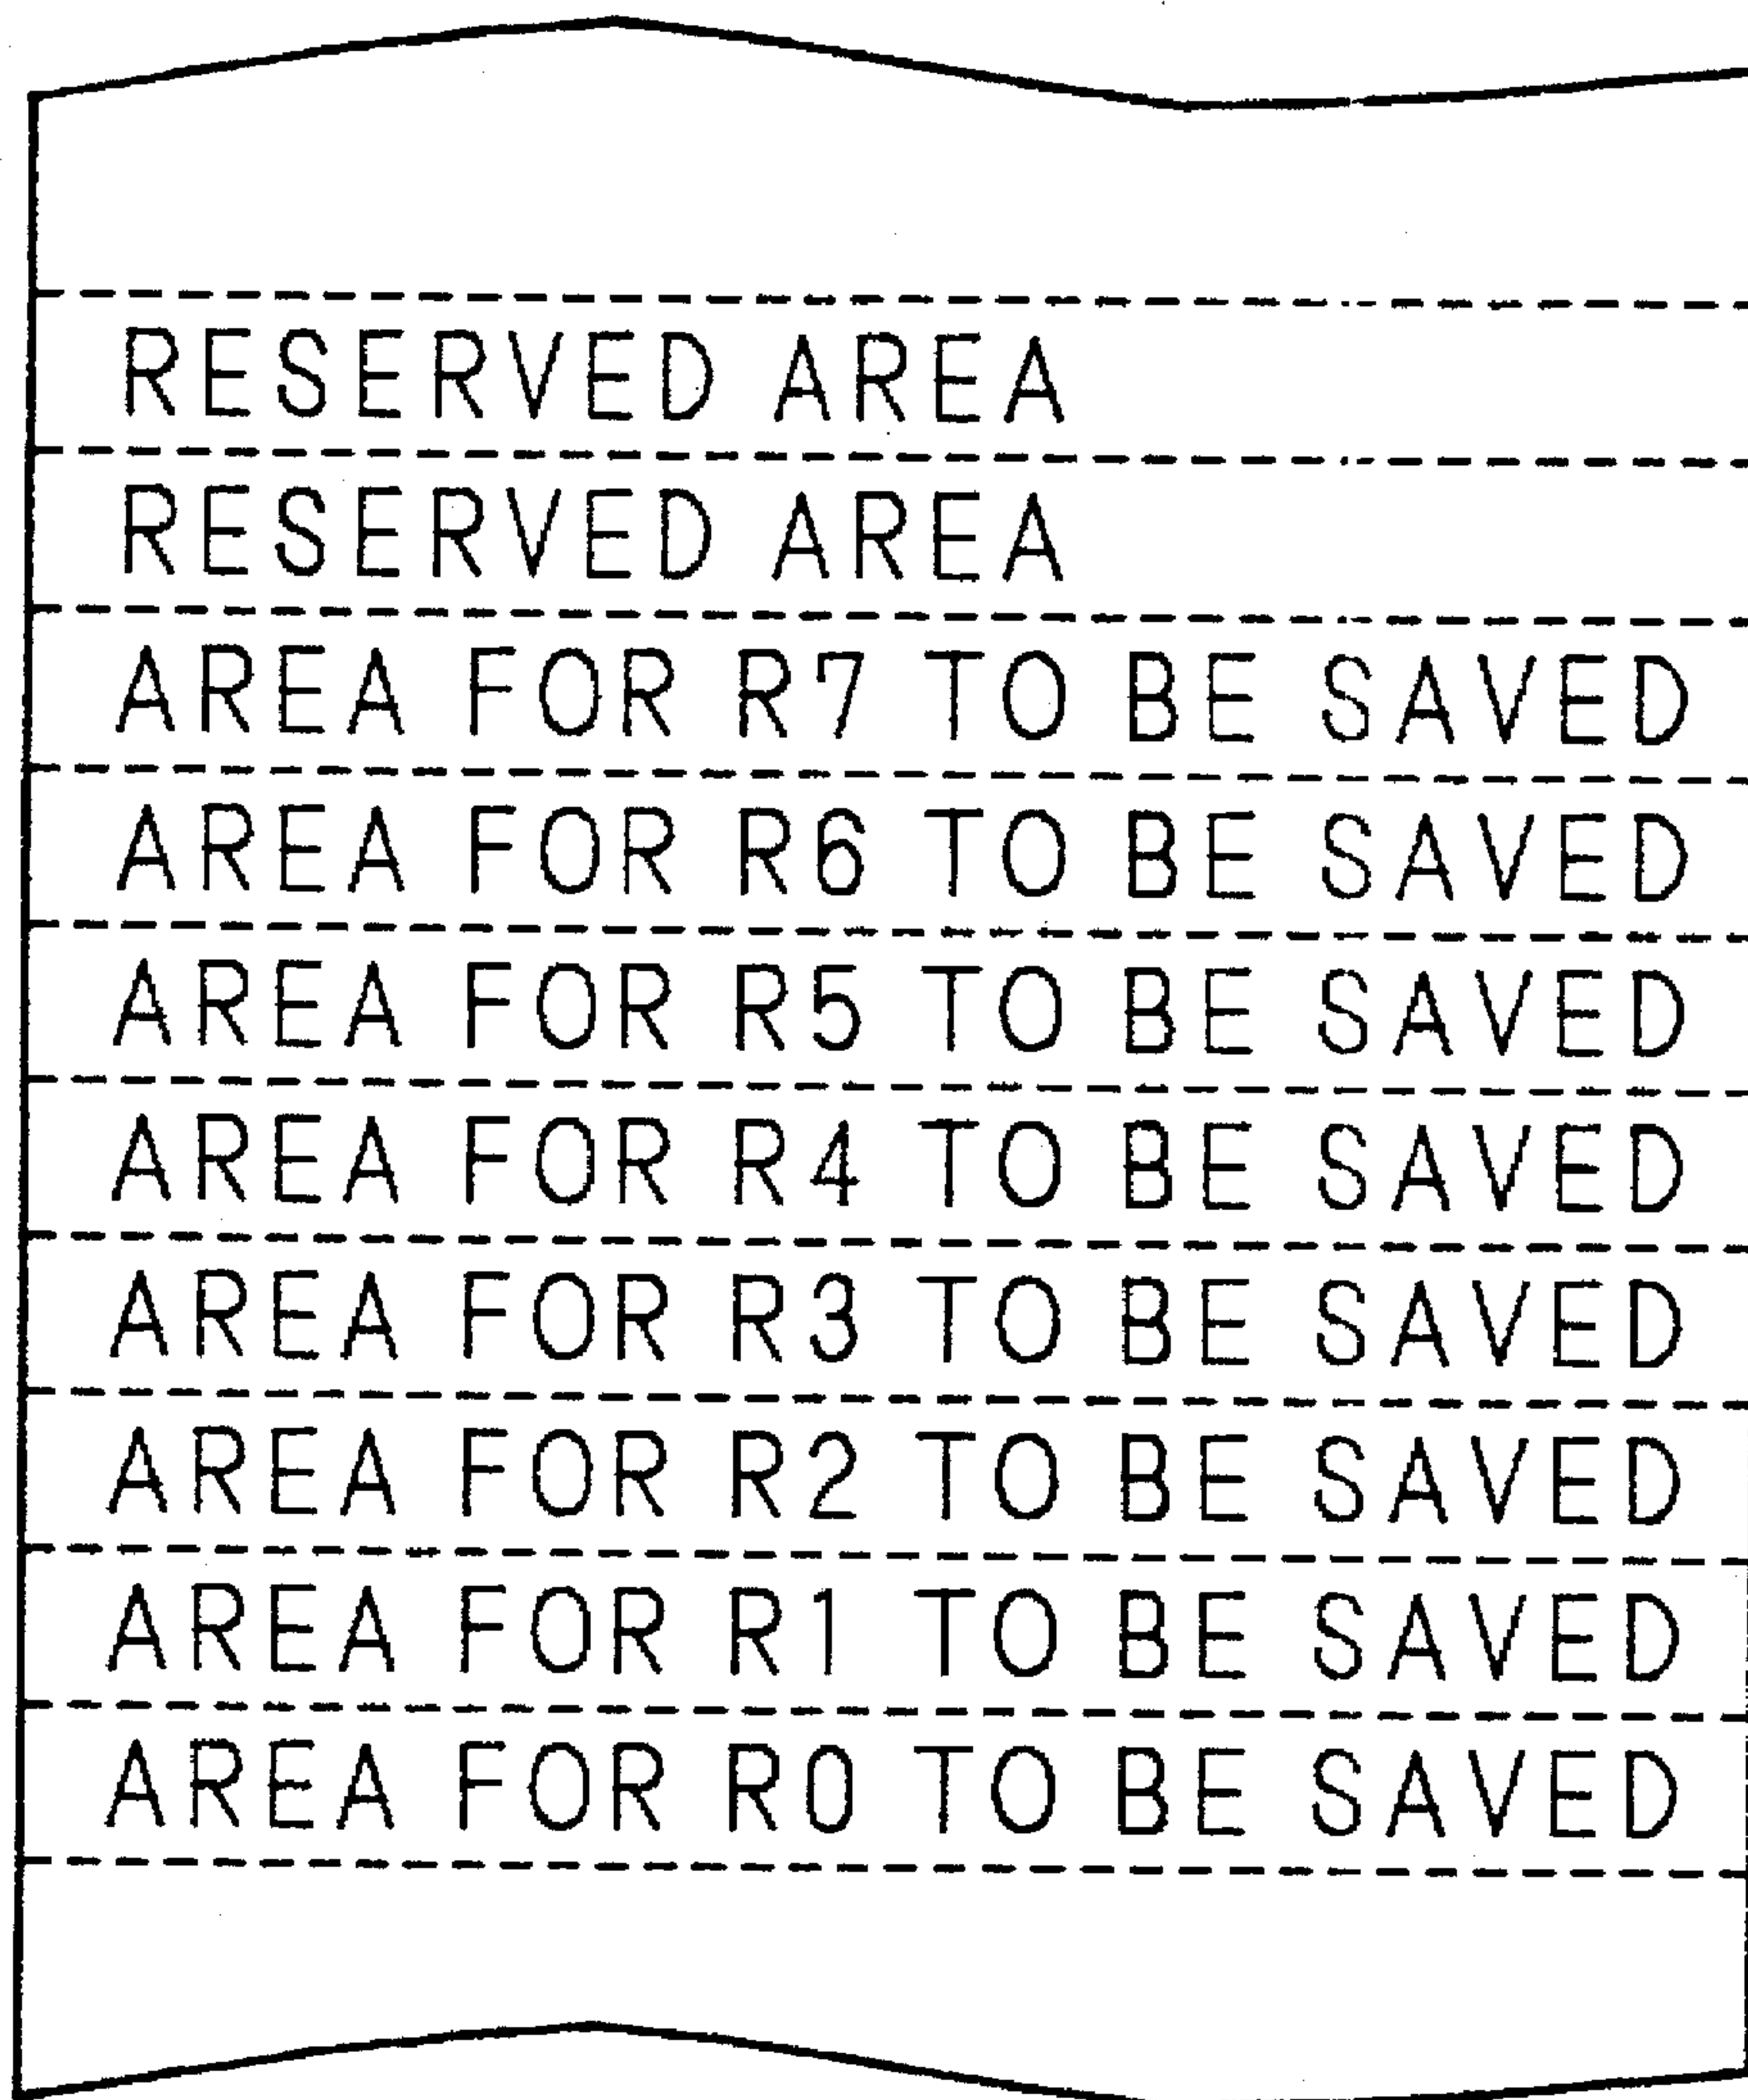 RESERVED AREA
RESERVED AREA
AREA FOR R7 TO BE SAVED
AREA FOR R6 TO BE SAVED
AREA FOR R5 TO BE SAVED
AREA FOR R4 TO BE SAVED
AREA FOR R3 TO BE SAVED
AREA FOR R2 TO BE SAVED
AREA FOR R1 TO BE SAVED
AREA FOR R0 TO BE SAVED